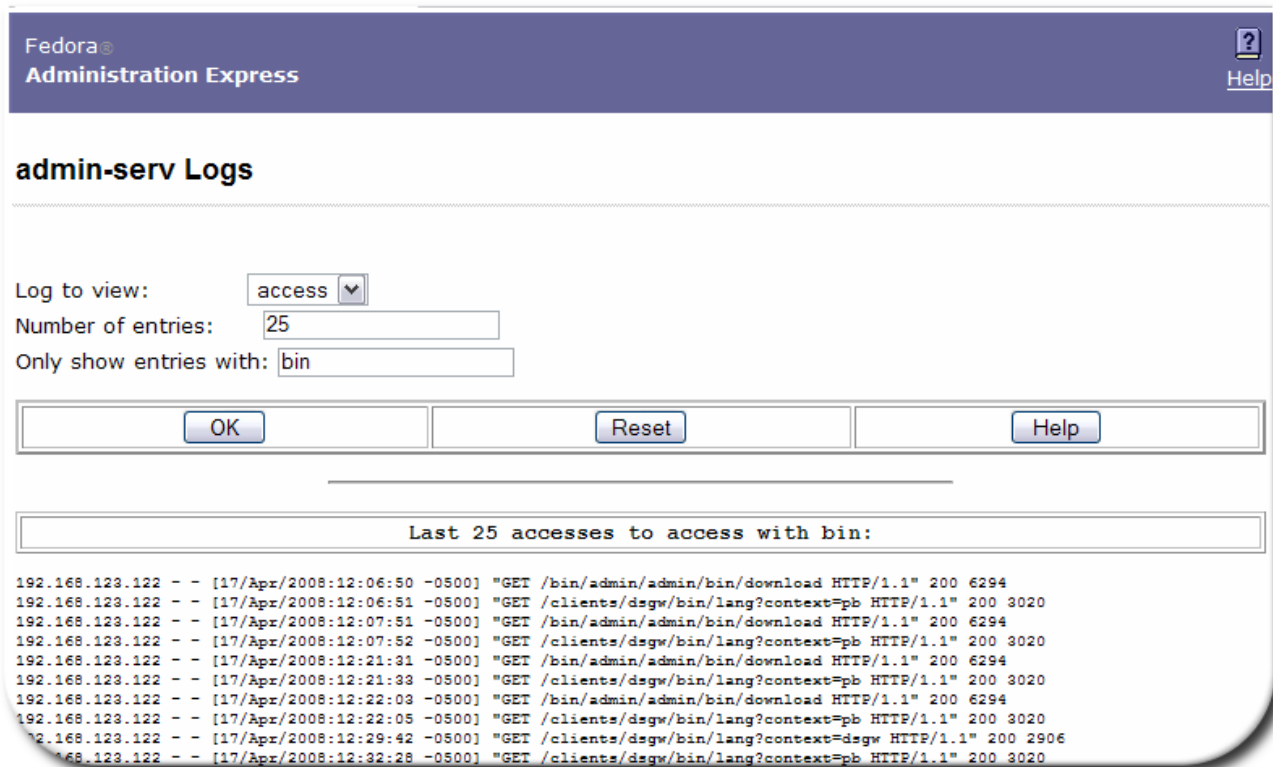 Fedora®
Administration Express
?
Help
admin-serv Logs
Log to view: access
Number of entries: 25
Only show entries with: bin
OK Reset Help
Last 25 accesses to access with bin:
192.168.123.122 - - [17/Apr/2008:12:06:50 -0500] "GET /bin/admin/admin/bin/download HTTP/1.1" 200 6294
192.168.123.122 - - [17/Apr/2008:12:06:51 -0500] "GET /clients/dsgw/bin/lang?context=pb HTTP/1.1" 200 3020
192.168.123.122 - - [17/Apr/2008:12:07:51 -0500] "GET /bin/admin/admin/bin/download HTTP/1.1" 200 6294
192.168.123.122 - - [17/Apr/2008:12:07:52 -0500] "GET /clients/dsgw/bin/lang?context=pb HTTP/1.1" 200 3020
192.168.123.122 - - [17/Apr/2008:12:21:31 -0500] "GET /bin/admin/admin/bin/download HTTP/1.1" 200 6294
192.168.123.122 - - [17/Apr/2008:12:21:33 -0500] "GET /clients/dsgw/bin/lang?context=pb HTTP/1.1" 200 3020
192.168.123.122 - - [17/Apr/2008:12:22:03 -0500] "GET /bin/admin/admin/bin/download HTTP/1.1" 200 6294
192.168.123.122 - - [17/Apr/2008:12:22:05 -0500] "GET /clients/dsgw/bin/lang?context=pb HTTP/1.1" 200 3020
2.168.123.122 - - [17/Apr/2008:12:29:42 -0500] "GET /clients/dsgw/bin/lang?context=dsgw HTTP/1.1" 200 2906
68.123.122 - - [17/Apr/2008:12:32:28 -0500] "GET /clients/dsgw/bin/lang?context=pb HTTP/1.1" 200 3020